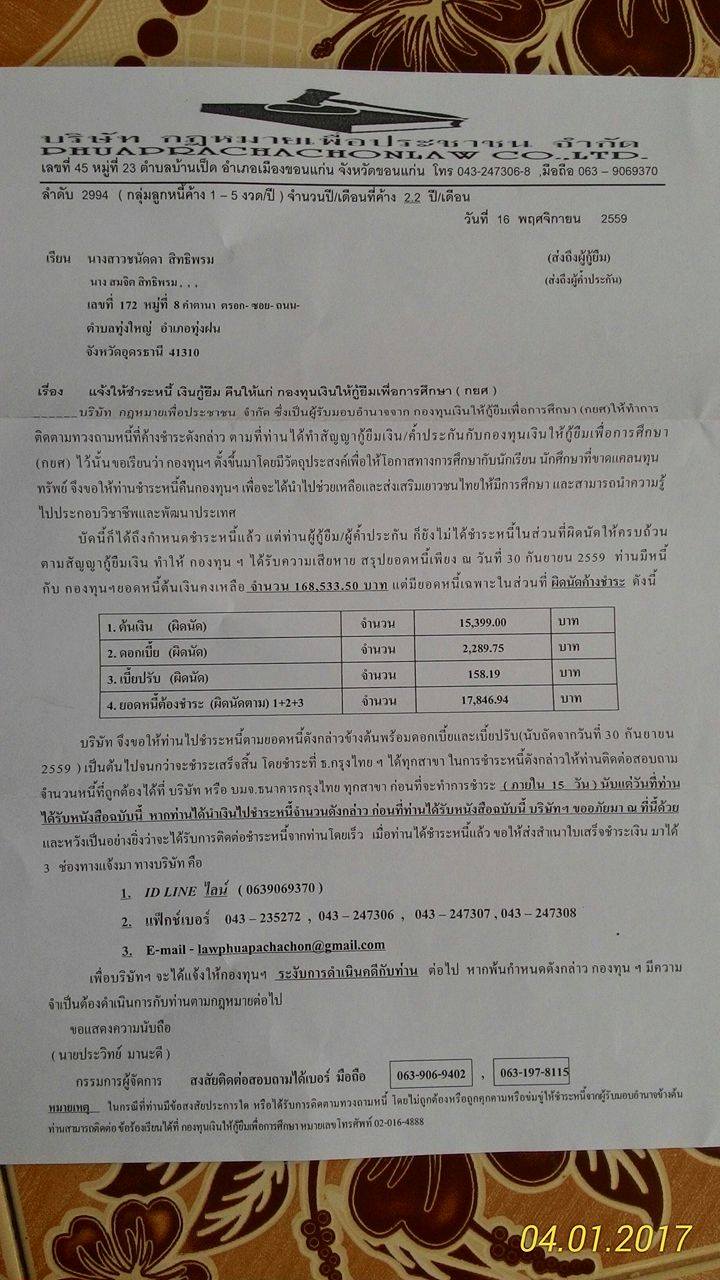 บริษัท กฎหมายเพื่อประชาชน จำกัด
DHUAPRACHACHONLAW CO.,LTD.
เลขที่ 45 หมู่ที่ 23 ตำบลบ้านเป็ด อำเภอเมืองขอนแก่น จังหวัดขอนแก่น โทร 043-247306-8 ,มือถือ 063 – 9069370
ลำดับ 2994 ( กลุ่มลูกหนี้ค้าง 1 – 5 งวด/ปี ) จำนวนปี/เดือนที่ค้าง 2.2 ปี/เดือน
วันที่ 16 พฤศจิกายน 2559
เรียน นางสาวชนัดดา สิทธิพรม (ส่งถึงผู้กู้ยืม)
นาง สมจิต สิทธิพรม , , , (ส่งถึงผู้ค้ำประกัน)
เลขที่ 172 หมู่ที่ 8 คำตานา ตรอก- ซอย- ถนน-
ตำบลทุ่งใหญ่ อำเภอทุ่งฝน
จังหวัดอุดรธานี 41310
เรื่อง แจ้งให้ชำระหนี้ เงินกู้ยืม คืนให้แก่ กองทุนเงินให้กู้ยืมเพื่อการศึกษา ( กยศ )
______บริษัท กฎหมายเพื่อประชาชน จำกัด ซึ่งเป็นผู้รับมอบอำนาจจาก กองทุนเงินให้กู้ยืมเพื่อการศึกษา (กยศ)ให้ทำการ
ติดตามทวงถามหนี้ที่ค้างชำระดังกล่าว ตามที่ท่านได้ทำสัญญากู้ยืมเงิน/ค้ำประกันกับกองทุนเงินให้กู้ยืมเพื่อการศึกษา
(กยศ) ไว้นั้นขอเรียนว่า กองทุนฯ ตั้งขึ้นมาโดยมีวัตถุประสงค์เพื่อให้โอกาสทางการศึกษากับนักเรียน นักศึกษาที่ขาดแคลนทุน
ทรัพย์ จึงขอให้ท่านชำระหนี้คืนกองทุนฯ เพื่อจะได้นำไปช่วยเหลือและส่งเสริมเยาวชนไทยให้มีการศึกษา และสามารถนำความรู้
ไปประกอบวิชาชีพและพัฒนาประเทศ
บัดนี้ก็ได้ถึงกำหนดชำระหนี้แล้ว แต่ท่านผู้กู้ยืม/ผู้ค้ำประกัน ก็ยังไม่ได้ชำระหนี้ในส่วนที่ผิดนัดให้ครบถ้วน
ตามสัญญากู้ยืมเงิน ทำให้ กองทุน ฯ ได้รับความเสียหาย สรุปยอดหนี้เพียง ณ วันที่ 30 กันยายน 2559 ท่านมีหนี้
กับ กองทุนฯยอดหนี้ต้นเงินคงเหลือ จำนวน 168,533.50 บาท แต่มียอดหนี้เฉพาะในส่วนที่ ผิดนัดค้างชำระ ดังนี้
1. ต้นเงิน (ผิดนัด) จำนวน 15,399.00 บาท
2. ดอกเบี้ย (ผิดนัด) จำนวน 2,289.75 บาท
3. เบี้ยปรับ (ผิดนัด) จำนวน 158.19 บาท
4. ยอดหนี้ต้องชำระ (ผิดนัดตาม) 1+2+3 จำนวน 17,846.94 บาท
บริษัท จึงขอให้ท่านไปชำระหนี้ตามยอดหนี้ดังกล่าวข้างต้นพร้อมดอกเบี้ยและเบี้ยปรับ(นับถัดจากวันที่ 30 กันยายน
2559 ) เป็นต้นไปจนกว่าจะชำระเสร็จสิ้น โดยชำระที่ ธ.กรุงไทย ฯ ได้ทุกสาขา ในการชำระหนี้ดังกล่าวให้ท่านติดต่อสอบถาม
จำนวนหนี้ที่ถูกต้องได้ที่ บริษัท หรือ บมจ.ธนาคารกรุงไทย ทุกสาขา ก่อนที่จะทำการชำระ ( ภายใน 15 วัน ) นับแต่วันที่ท่าน
ได้รับหนังสือฉบับนี้ หากท่านได้นำเงินไปชำระหนี้จำนวนดังกล่าว ก่อนที่ท่านได้รับหนังสือฉบับนี้ บริษัทฯ ขออภัยมา ณ ที่นี้ด้วย
และหวังเป็นอย่างยิ่งว่าจะได้รับการติดต่อชำระหนี้จากท่านโดยเร็ว เมื่อท่านได้ชำระหนี้แล้ว ขอให้ส่งสำเนาใบเสร็จชำระเงิน มาได้
3 ช่องทางแจ้งมา ทางบริษัท คือ
1. ID LINE ไลน์ ( 0639069370 )
2. แฟ็กช์เบอร์ 043 – 235272 , 043 – 247306 , 043 – 247307 , 043 – 247308
3. E-mail - lawphuapachachon@gmail.com
เพื่อบริษัทฯ จะได้แจ้งให้กองทุนฯ ระงับการดำเนินคดีกับท่าน ต่อไป หากพ้นกำหนดดังกล่าว กองทุน ฯ มีความ
จำเป็นต้องดำเนินการกับท่านตามกฎหมายต่อไป
ขอแสดงความนับถือ
( นายประวิทย์ มานะดี )
กรรมการผู้จัดการ สงสัยติดต่อสอบถามได้เบอร์ มือถือ 063-906-9402 , 063-197-8115
หมายเหตุ ในกรณีที่ท่านมีข้อสงสัยประการใด หรือได้รับการติดตามทวงถามหนี้ โดยไม่ถูกต้องหรือถูกคุกคามหรือข่มขู่ให้ชำระหนี้จากผู้รับมอบอำนาจข้างต้น
ท่านสามารถติดต่อ ข้อร้องเรียนได้ที่ กองทุนเงินให้กู้ยืมเพื่อการศึกษา หมายเลขโทรศัพท์ 02-016-4888
04.01.2017